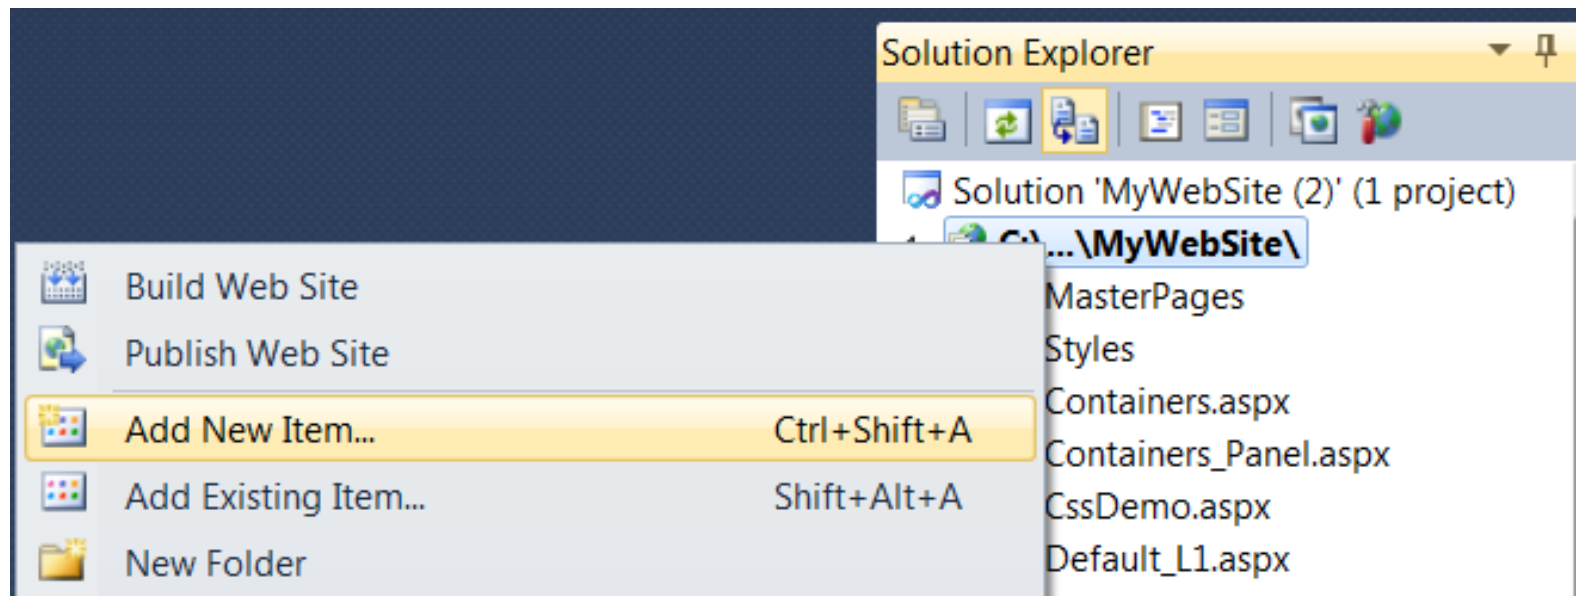 Solution Explorer
Solution 'MyWebSite (2)' (1 project)
C:\...\MyWebSite\
MasterPages
Styles
Containers.aspx
Containers_Panel.aspx
CssDemo.aspx
Default_L1.aspx
Build Web Site
Publish Web Site
Add New Item... Ctrl+Shift+A
Add Existing Item... Shift+Alt+A
New Folder